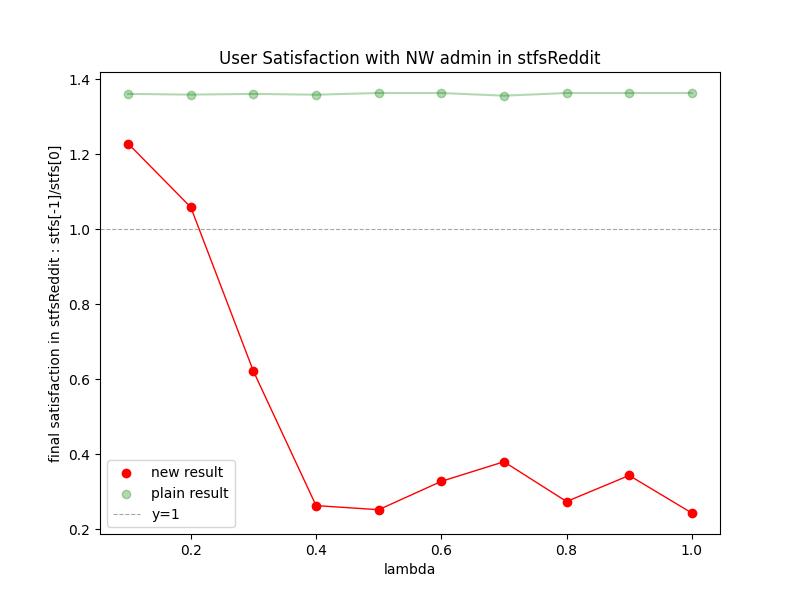 User Satisfaction with NW admin in stfsReddit
final satisfaction in stfsReddit : stfs[-1]/stfs[0]
1.4
1.2
1.0
0.8
0.6
0.4
0.2
new result
plain result
y=1
0.2 0.4 0.6 0.8 1.0
lambda